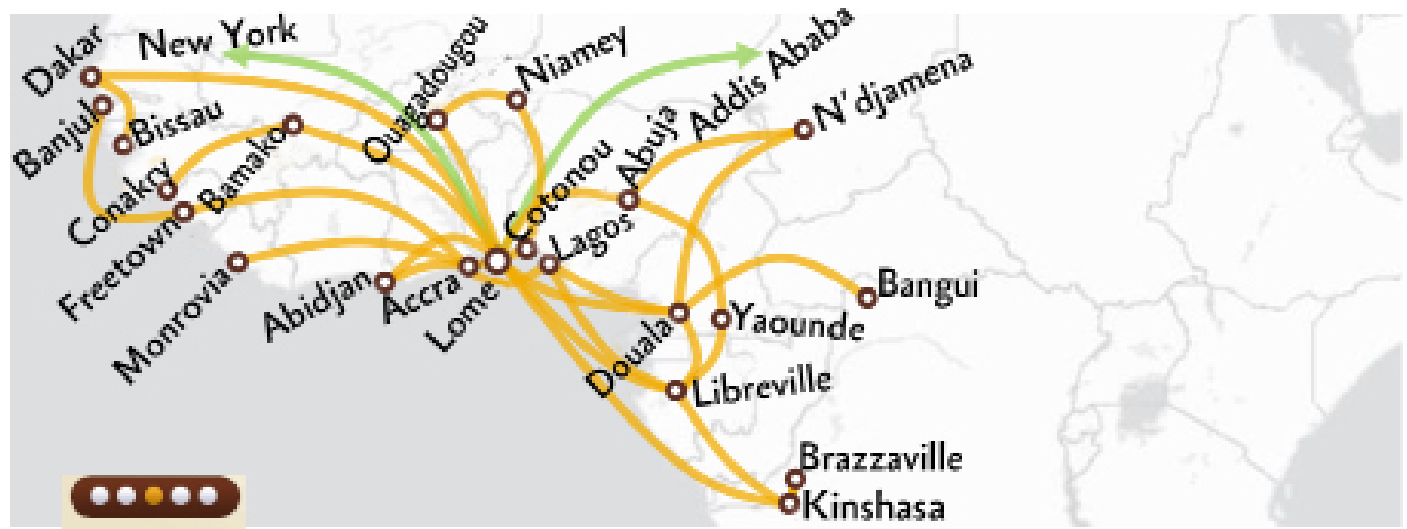 New York
Dakar
Ouagadougou
Niamey
Addis Ababa
N'djamena
Banjul
Bissau
Bamako
Conakry
Abuja
Cotonou
Lagos
Freetown
Monrovia
Abidjan
Accra
Lome
Bangui
Yaounde
Douala
Libreville
Brazzaville
Kinshasa